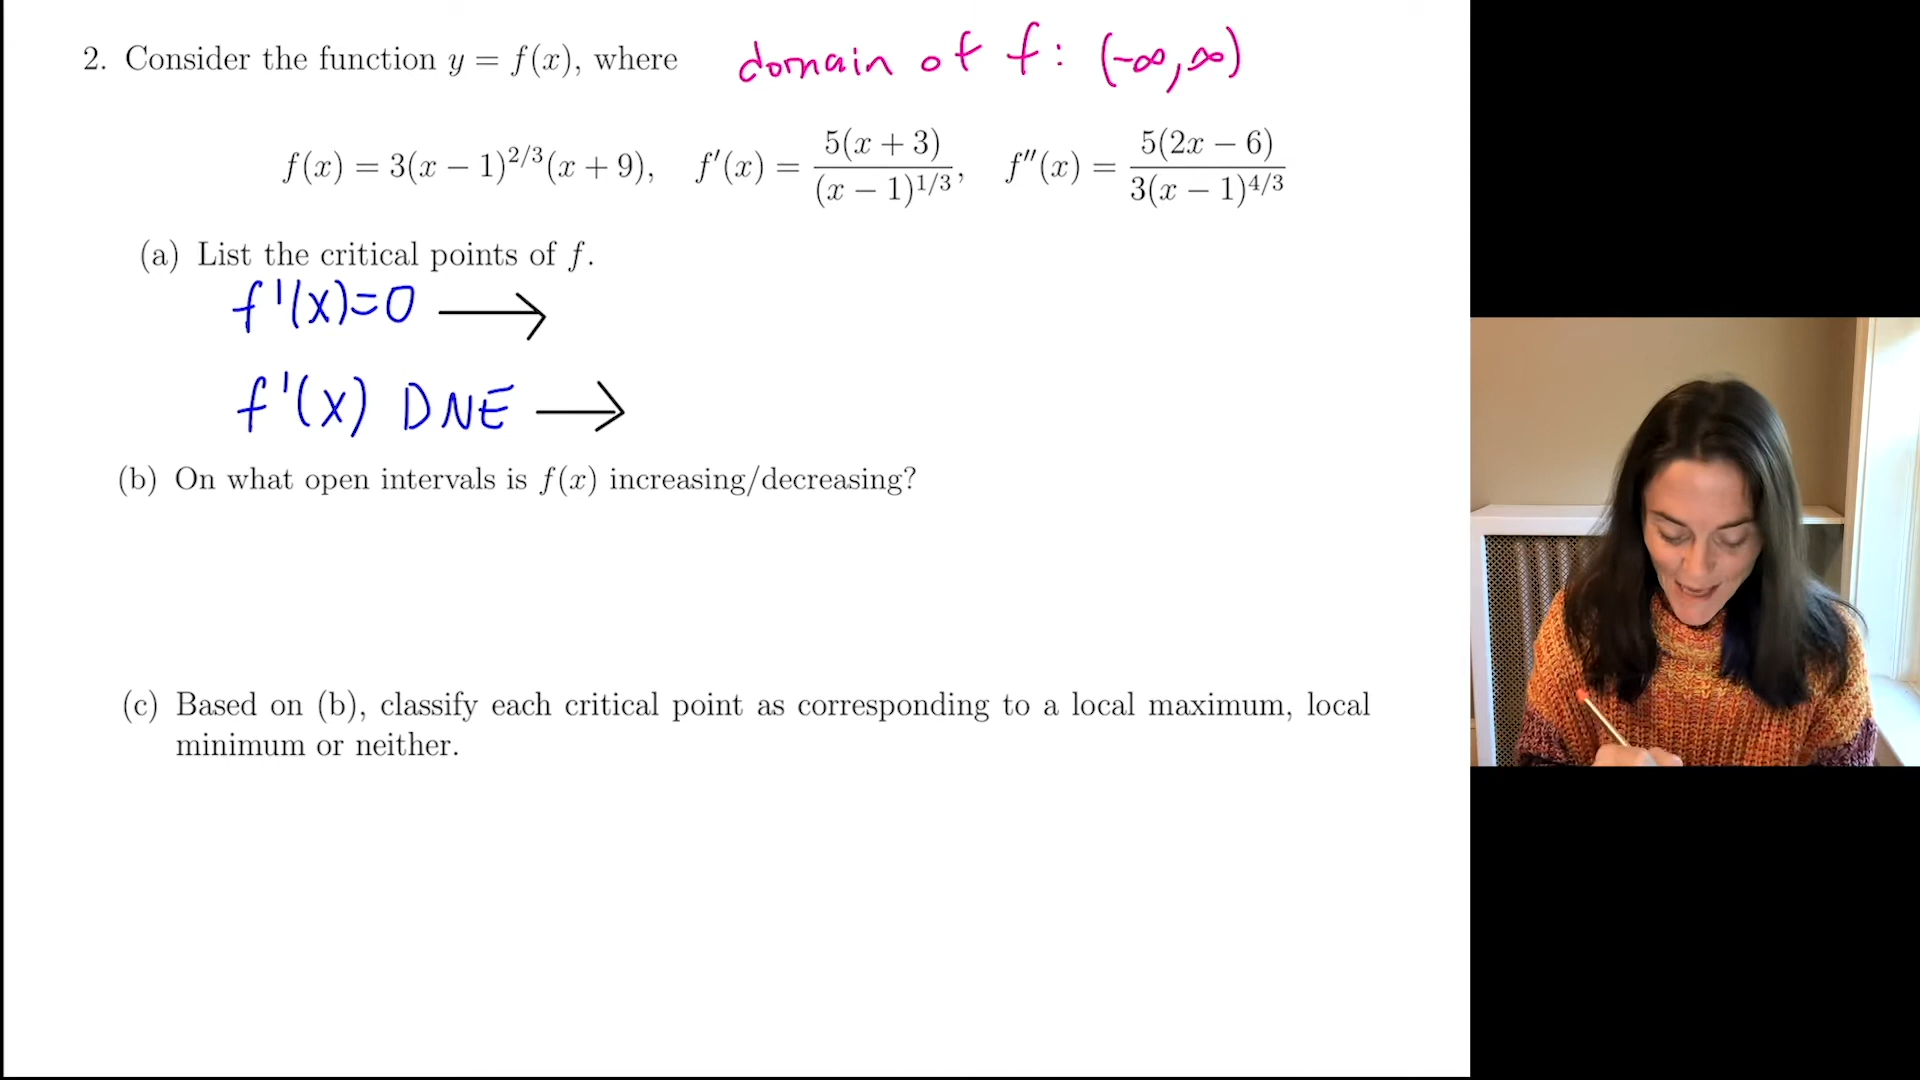 2. Consider the function y = f(x), where domain of f: (-∞,∞)
f(x) = 3(x − 1)^{2/3}(x + 9), f′(x) = \frac{5(x + 3)}{(x − 1)^{1/3}}, f″(x) = \frac{5(2x − 6)}{3(x − 1)^{4/3}}
(a) List the critical points of f.
f'(x)=0 ⟶
f'(x) DNE ⟶
(b) On what open intervals is f(x) increasing/decreasing?
(c) Based on (b), classify each critical point as corresponding to a local maximum, local
minimum or neither.